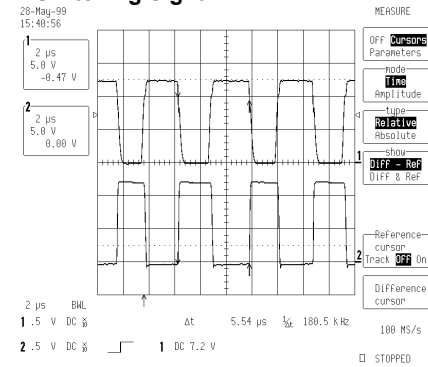 28-May-99
15:40:56
1
2 µs
5.0 V
-0.47 V
2
2 µs
5.0 V
0.00 V
1
2
2 µs BWL
1 .5 V DC
2 .5 V DC
1 DC 7.2 V
Δt 5.54 µs 1/Δt 180.5 kHz
MEASURE
Off Cursors
Parameters
mode
Time
Amplitude
type
Relative
Absolute
show
Diff - Ref
Diff & Ref
Reference
cursor
Track Off On
Difference
cursor
100 MS/s
STOPPED